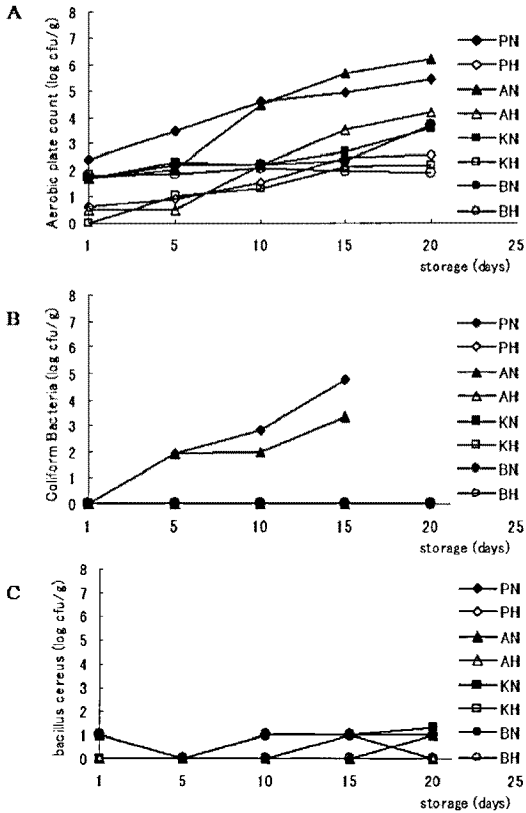 A
Aerobic plate count (log cfu/g)
8
7
6
5
4
3
2
1
0
1 5 10 15 20 25
storage (days)
PN
PH
AN
AH
KN
KH
BN
BH
B
Coliform Bacteria (log cfu/g)
8
7
6
5
4
3
2
1
0
1 5 10 15 20 25
storage (days)
PN
PH
AN
AH
KN
KH
BN
BH
C
bacillus cereus (log cfu/g)
8
7
6
5
4
3
2
1
0
1 5 10 15 20 25
storage (days)
PN
PH
AN
AH
KN
KH
BN
BH